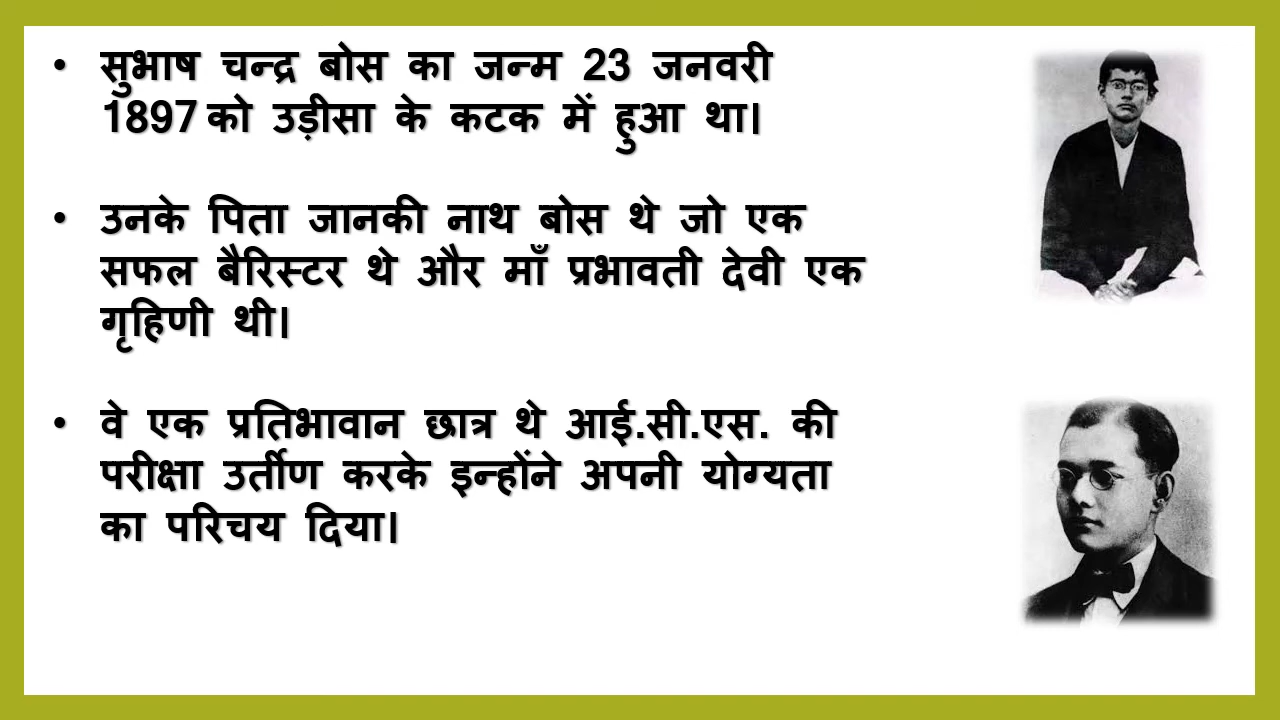 • सुभाष चन्द्र बोस का जन्म 23 जनवरी
1897 को उड़ीसा के कटक में हुआ था।
• उनके पिता जानकी नाथ बोस थे जो एक
सफल बैरिस्टर थे और माँ प्रभावती देवी एक
गृहिणी थी।
• वे एक प्रतिभावान छात्र थे आई.सी.एस. की
परीक्षा उर्तीण करके इन्होंने अपनी योग्यता
का परिचय दिया।